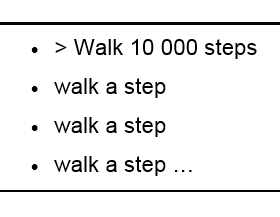 • > Walk 10 000 steps
• walk a step
• walk a step
• walk a step …